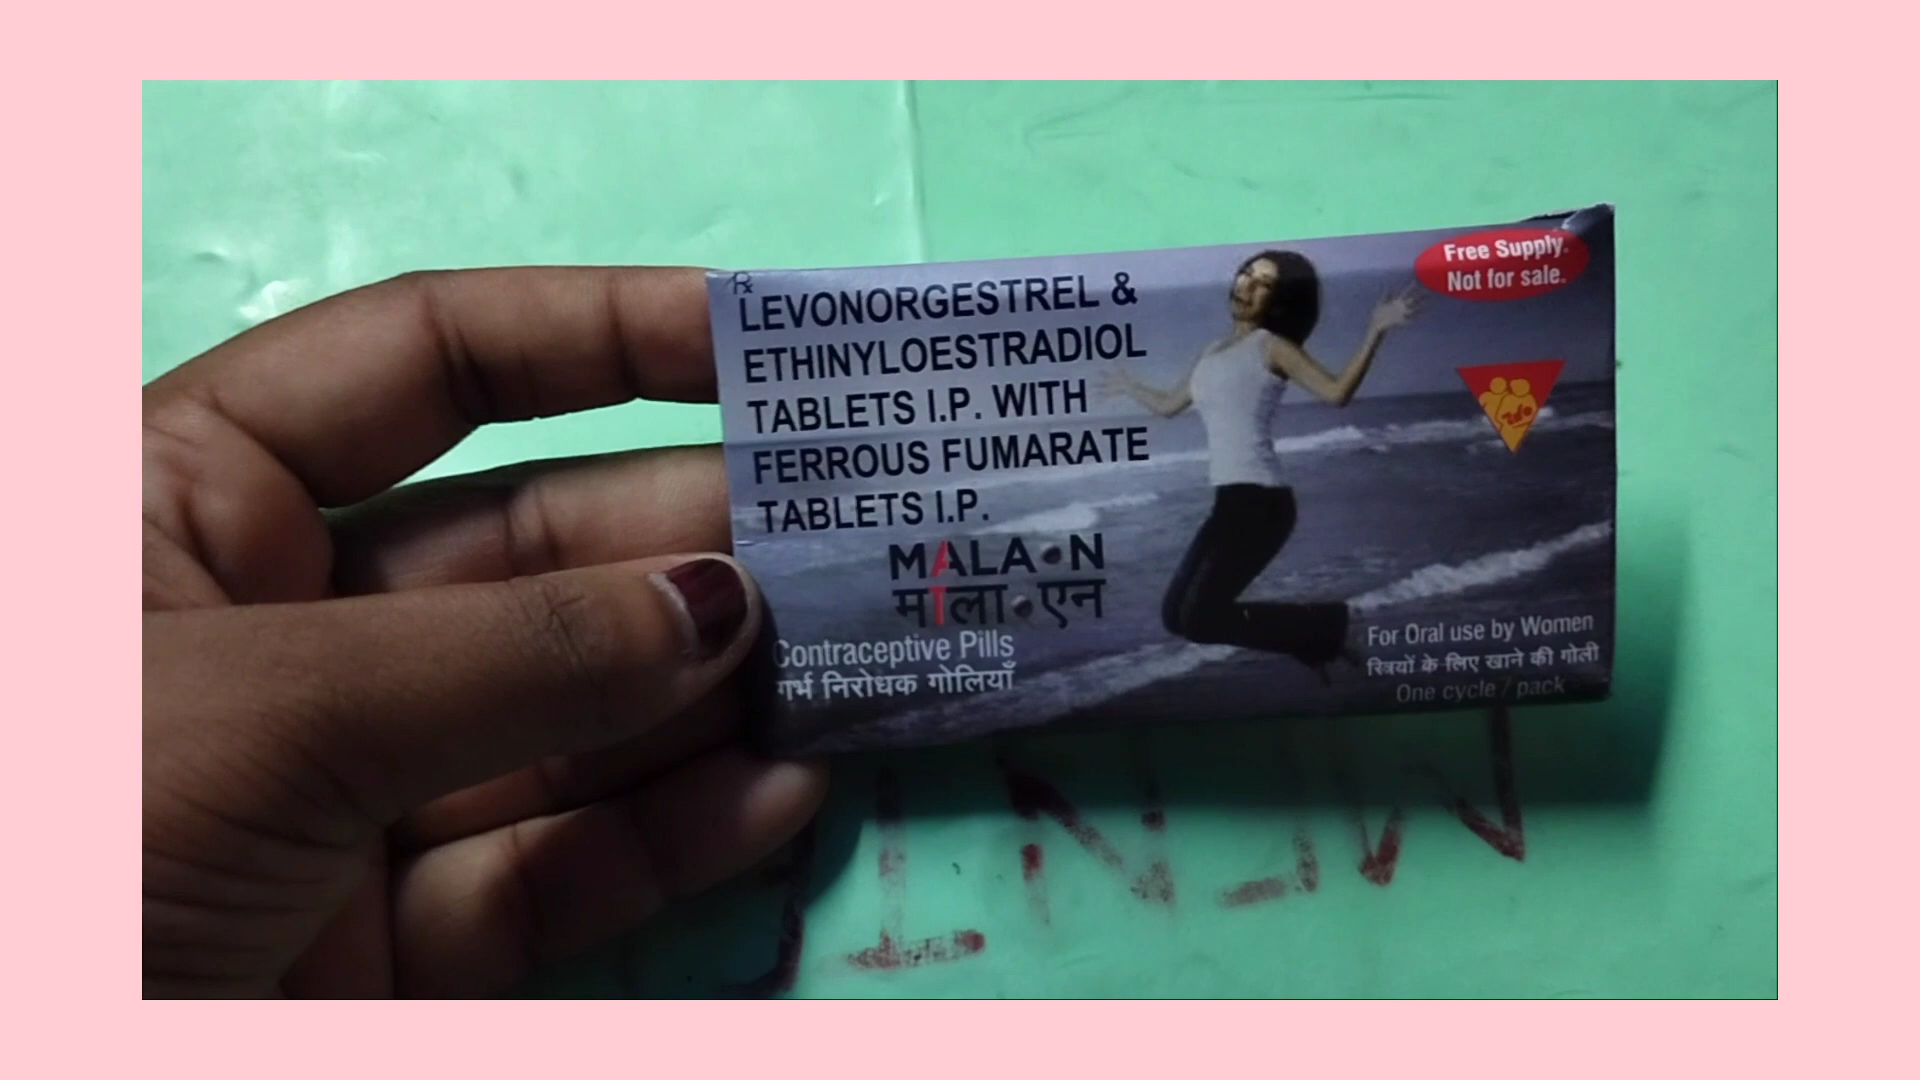 Rx
LEVONORGESTREL &
ETHINYLOESTRADIOL
TABLETS I.P. WITH
FERROUS FUMARATE
TABLETS I.P.
MALA•N
माला•एन
Contraceptive Pills
गर्भ निरोधक गोलियाँ
Free Supply.
Not for sale.
For Oral use by Women
स्त्रियों के लिए खाने की गोली
One cycle / pack